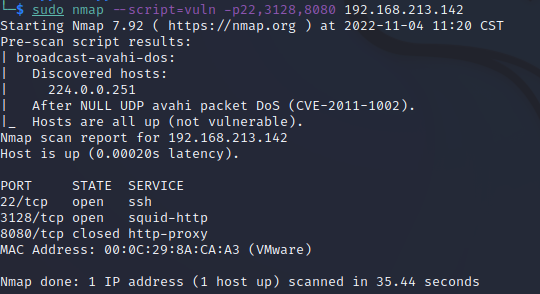 └─$ sudo nmap --script=vuln -p22,3128,8080 192.168.213.142
Starting Nmap 7.92 ( https://nmap.org ) at 2022-11-04 11:20 CST
Pre-scan script results:
| broadcast-avahi-dos:
|   Discovered hosts:
|     224.0.0.251
|   After NULL UDP avahi packet DoS (CVE-2011-1002).
|_  Hosts are all up (not vulnerable).
Nmap scan report for 192.168.213.142
Host is up (0.00020s latency).

PORT     STATE  SERVICE
22/tcp   open   ssh
3128/tcp open   squid-http
8080/tcp closed http-proxy
MAC Address: 00:0C:29:8A:CA:A3 (VMware)

Nmap done: 1 IP address (1 host up) scanned in 35.44 seconds